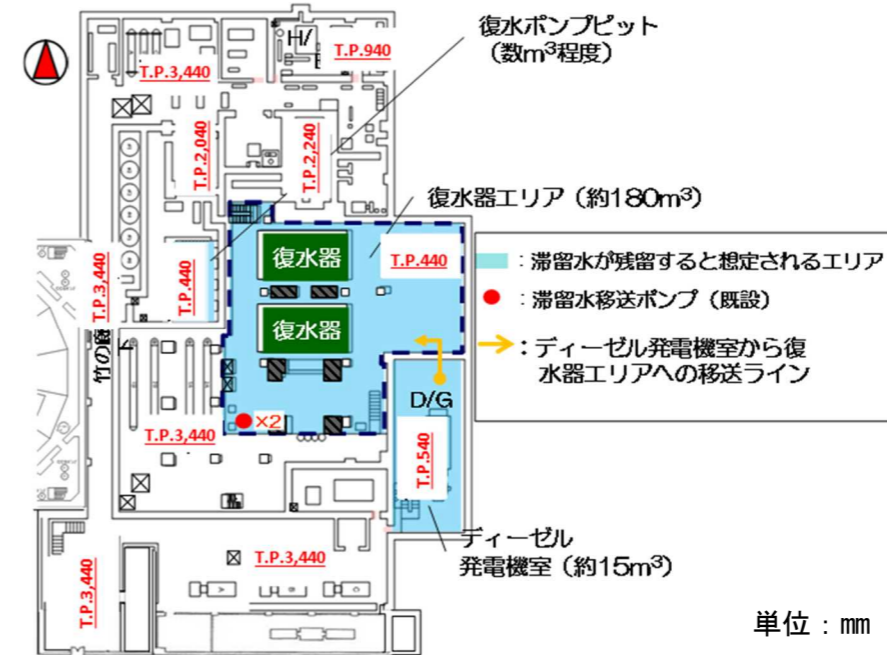 復水ポンプピット
(数m³程度)
H/
T.P.940
T.P.3,440
T.P.2,040
T.P.2,240
復水器エリア (約180m³)
復水器
T.P.440
T.P.3,440
T.P.440
:滞留水が残留すると想定されるエリア
:滞留水移送ポンプ (既設)
復水器
:ディーゼル発電機室から復
水器エリアへの移送ライン
竹の廊下
D/G
×2
T.P.3,440
T.P.540
ディーゼル
発電機室 (約15m³)
T.P.3,440
T.P.3,440
単位:mm